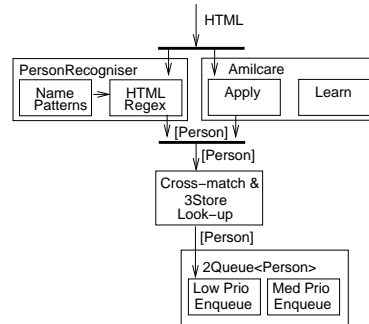 HTML
PersonRecogniser
Amilcare
Name
Patterns
HTML
Regex
Apply
Learn
[Person]
[Person]
Cross−match &
3Store
Look−up
[Person]
2Queue<Person>
Low Prio
Enqueue
Med Prio
Enqueue